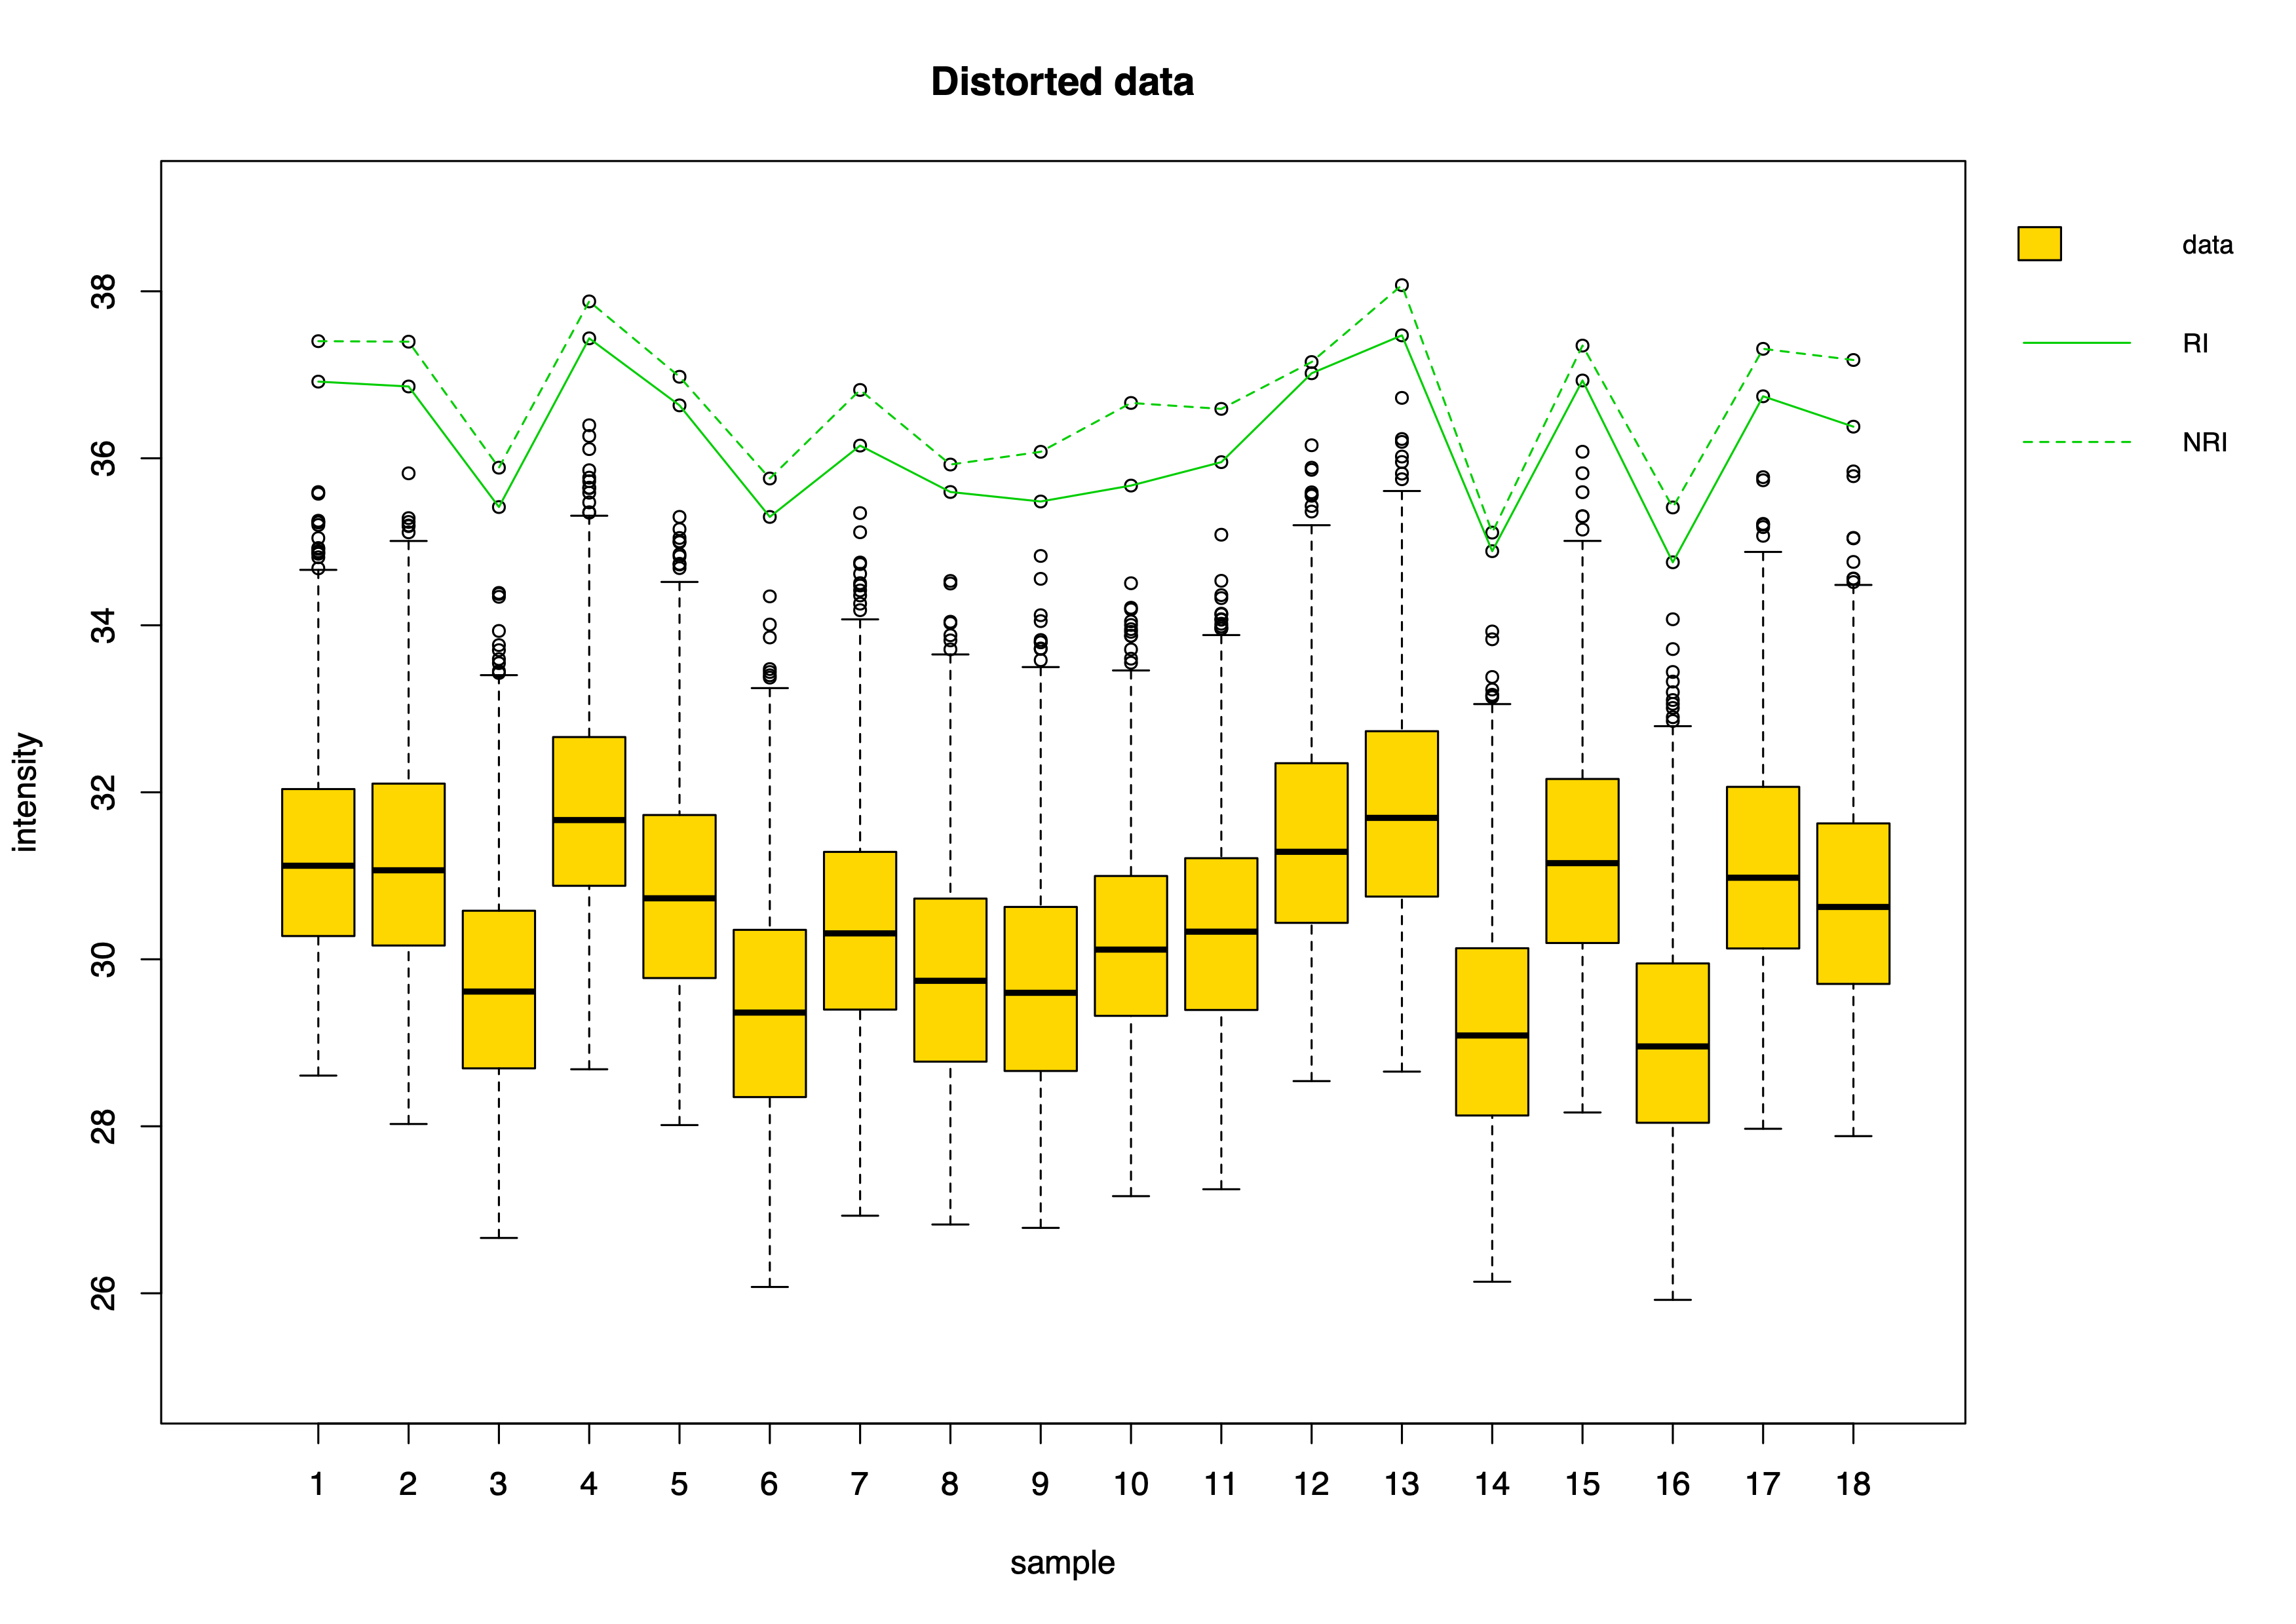 Distorted data
intensity
38
36
34
32
30
28
26
1 2 3 4 5 6 7 8 9 10 11 12 13 14 15 16 17 18
sample
data
RI
NRI